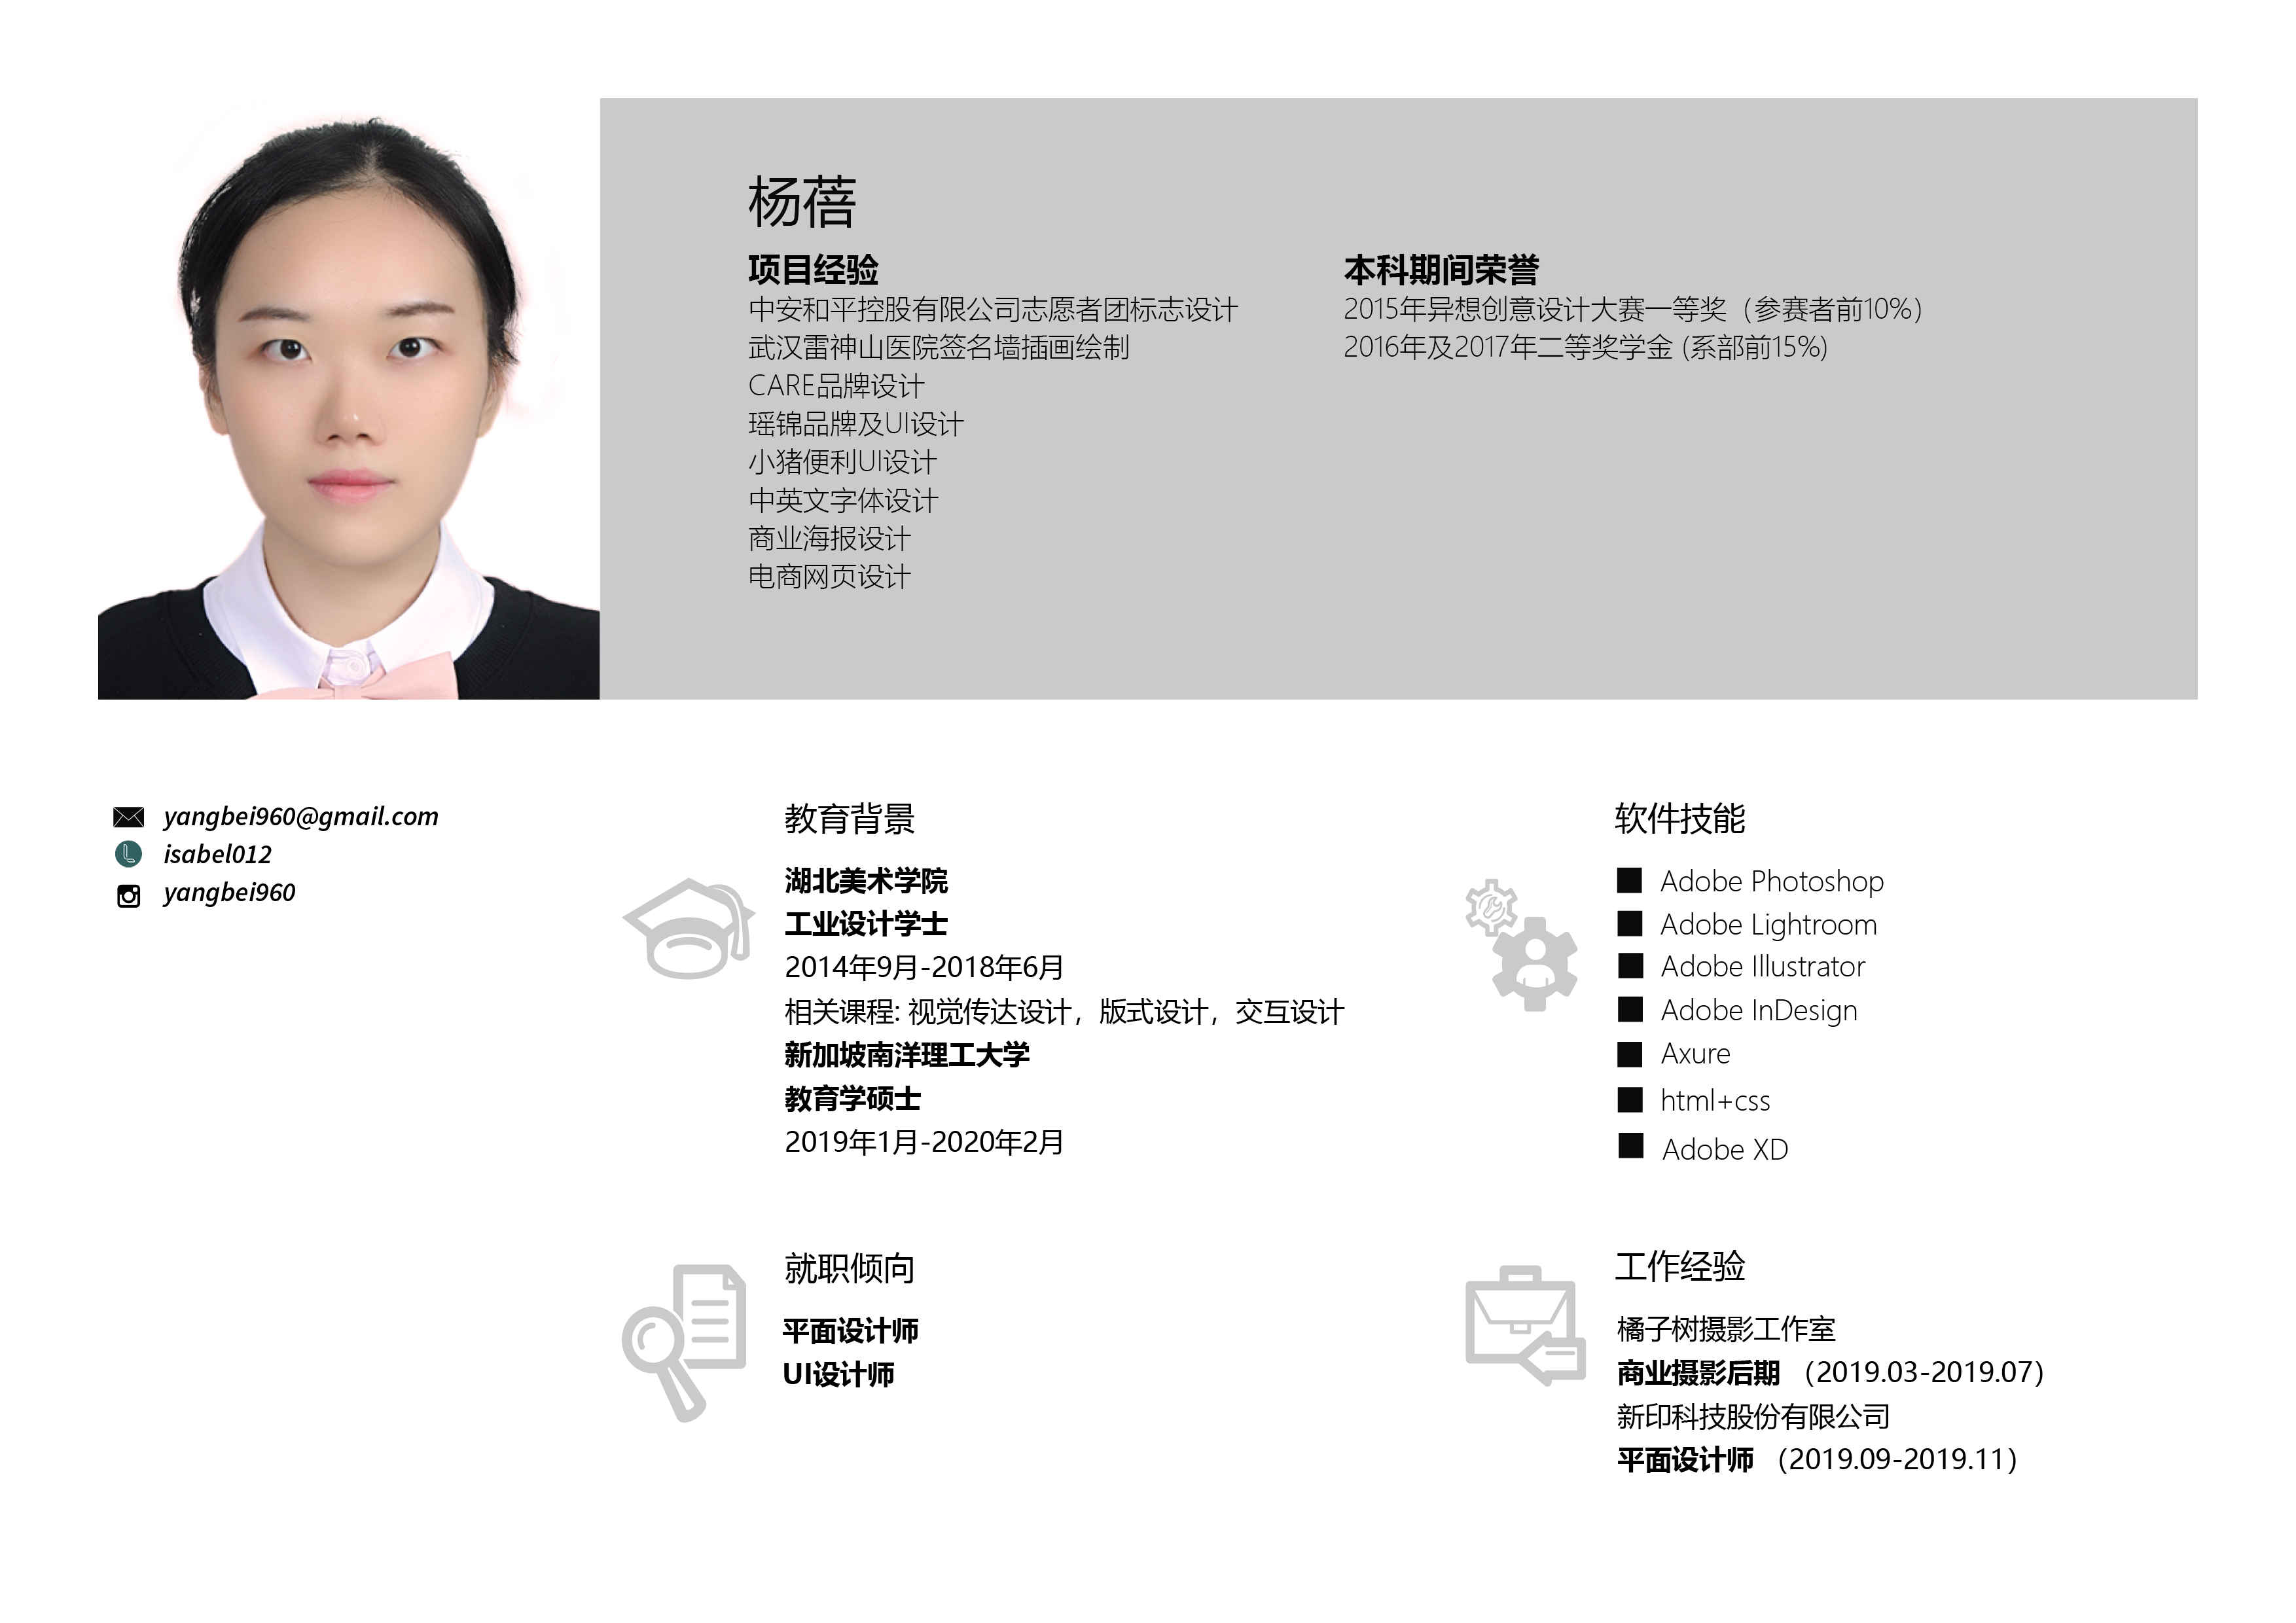 杨蓓
项目经验
中安和平控股有限公司志愿者团标志设计
武汉雷神山医院签名墙插画绘制
CARE品牌设计
瑶锦品牌及UI设计
小猪便利UI设计
中英文字体设计
商业海报设计
电商网页设计
本科期间荣誉
2015年异想创意设计大赛一等奖（参赛者前10%）
2016年及2017年二等奖学金 (系部前15%)
yangbei960@gmail.com
isabel012
yangbei960
教育背景
湖北美术学院
工业设计学士
2014年9月-2018年6月
相关课程: 视觉传达设计，版式设计，交互设计
新加坡南洋理工大学
教育学硕士
2019年1月-2020年2月
软件技能
Adobe Photoshop
Adobe Lightroom
Adobe Illustrator
Adobe InDesign
Axure
html+css
Adobe XD
就职倾向
平面设计师
UI设计师
工作经验
橘子树摄影工作室
商业摄影后期 （2019.03-2019.07）
新印科技股份有限公司
平面设计师 （2019.09-2019.11）